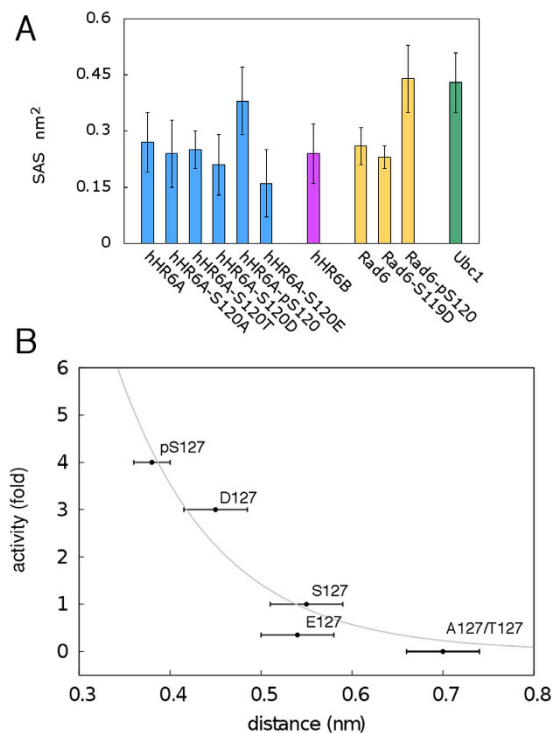 A
0.6
0.45
0.3
0.15
0
SAS nm²
hHR6A
hHR6A-S120A
hHR6A-S120T
hHR6A-S120D
hHR6A-pS120
hHR6A-S120E
hHR6B
Rad6
Rad6-S119D
Rad6-pS120
Ubc1
B
6
5
4
3
2
1
0
activity (fold)
pS127
D127
S127
E127
A127/T127
0.3 0.4 0.5 0.6 0.7 0.8
distance (nm)